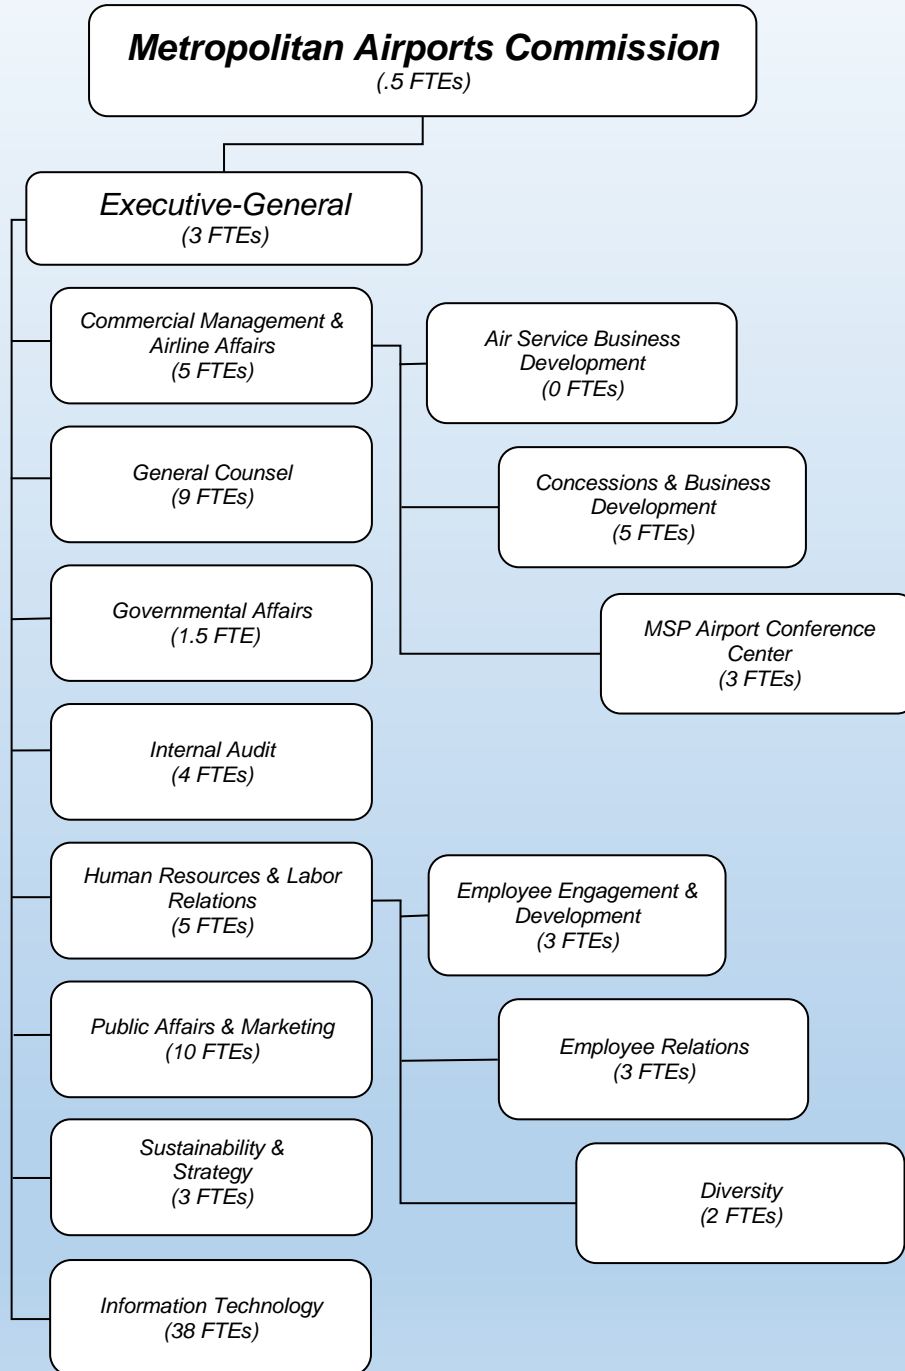 Metropolitan Airports Commission
(.5 FTEs)
Executive-General
(3 FTEs)
Commercial Management &
Airline Affairs
(5 FTEs)
Air Service Business
Development
(0 FTEs)
Concessions & Business
Development
(5 FTEs)
MSP Airport Conference
Center
(3 FTEs)
General Counsel
(9 FTEs)
Governmental Affairs
(1.5 FTE)
Internal Audit
(4 FTEs)
Human Resources & Labor
Relations
(5 FTEs)
Employee Engagement &
Development
(3 FTEs)
Employee Relations
(3 FTEs)
Diversity
(2 FTEs)
Public Affairs & Marketing
(10 FTEs)
Sustainability &
Strategy
(3 FTEs)
Information Technology
(38 FTEs)